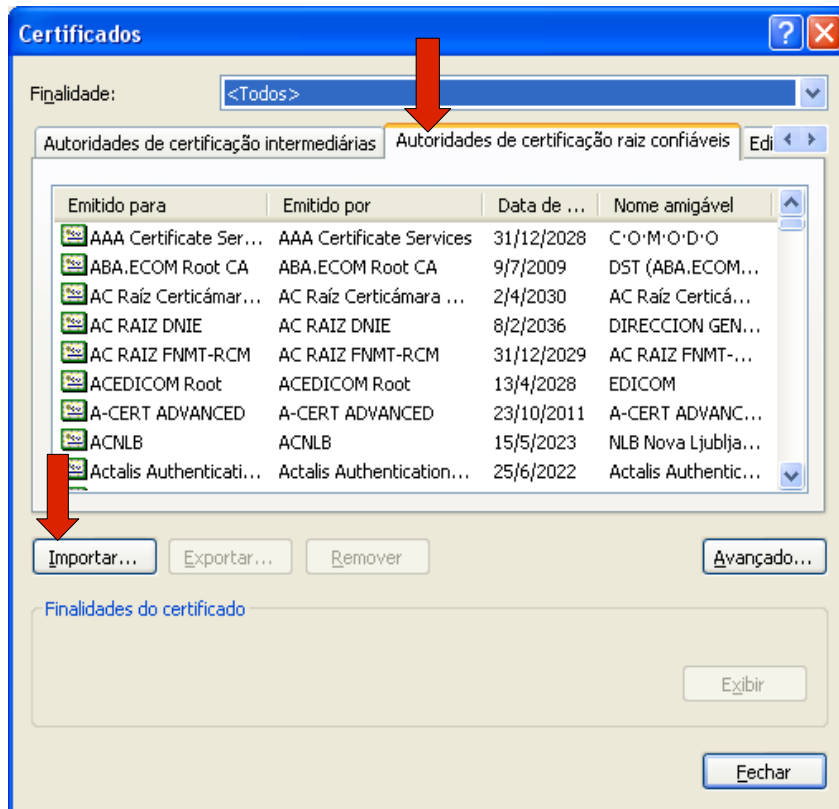 Certificados
Finalidade: <Todos>
Autoridades de certificação intermediárias Autoridades de certificação raiz confiáveis Edi
Emitido para Emitido por Data de ... Nome amigável
AAA Certificate Ser... AAA Certificate Services 31/12/2028 C·O·M·O·D·O
ABA.ECOM Root CA ABA.ECOM Root CA 9/7/2009 DST (ABA.ECOM...
AC Raíz Certicámar... AC Raíz Certicámara ... 2/4/2030 AC Raíz Certicá...
AC RAIZ DNIE AC RAIZ DNIE 8/2/2036 DIRECCION GEN...
AC RAIZ FNMT-RCM AC RAIZ FNMT-RCM 31/12/2029 AC RAIZ FNMT-...
ACEDICOM Root ACEDICOM Root 13/4/2028 EDICOM
A-CERT ADVANCED A-CERT ADVANCED 23/10/2011 A-CERT ADVANC...
ACNLB ACNLB 15/5/2023 NLB Nova Ljublja...
Actalis Authenticati... Actalis Authentication... 25/6/2022 Actalis Authentic...
Importar... Exportar... Remover Avançado...
Finalidades do certificado
Exibir
Fechar